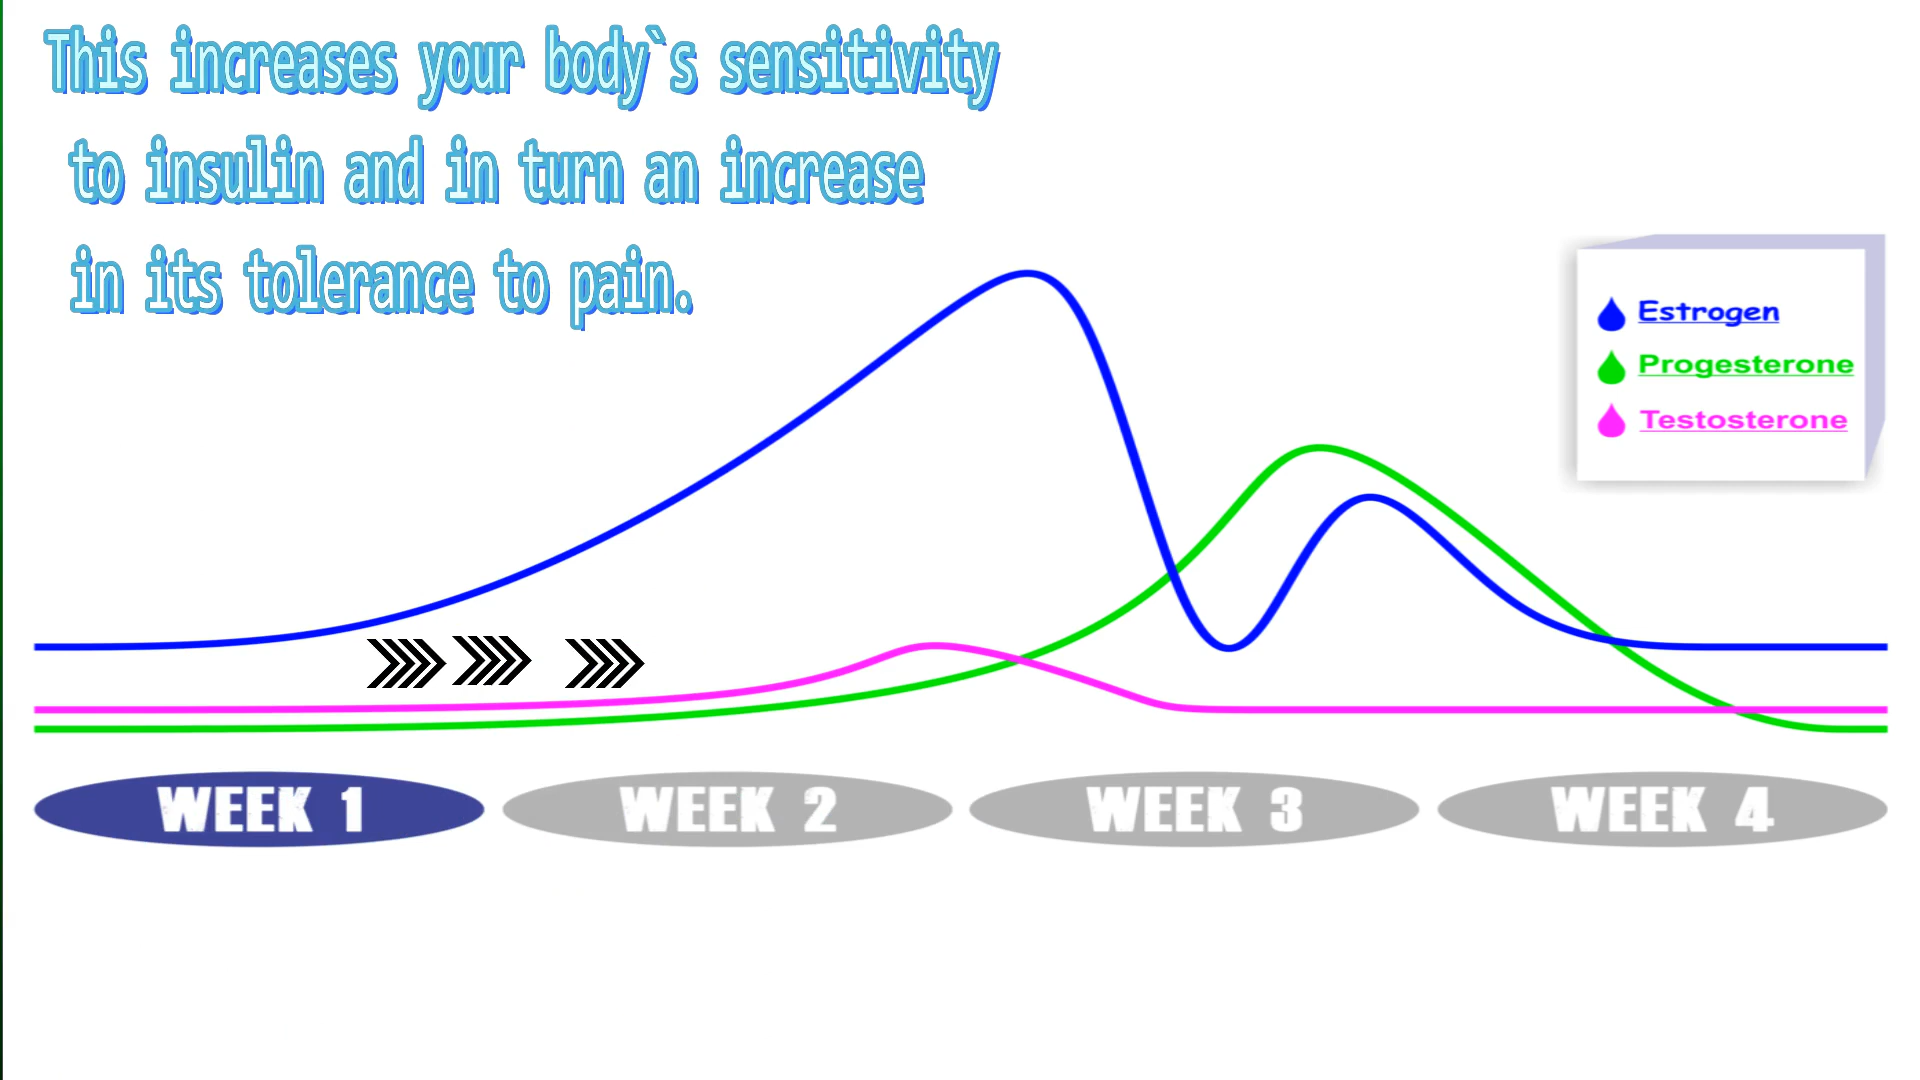 This increases your body`s sensitivity
to insulin and in turn an increase
in its tolerance to pain.
Estrogen
Progesterone
Testosterone
WEEK 1
WEEK 2
WEEK 3
WEEK 4